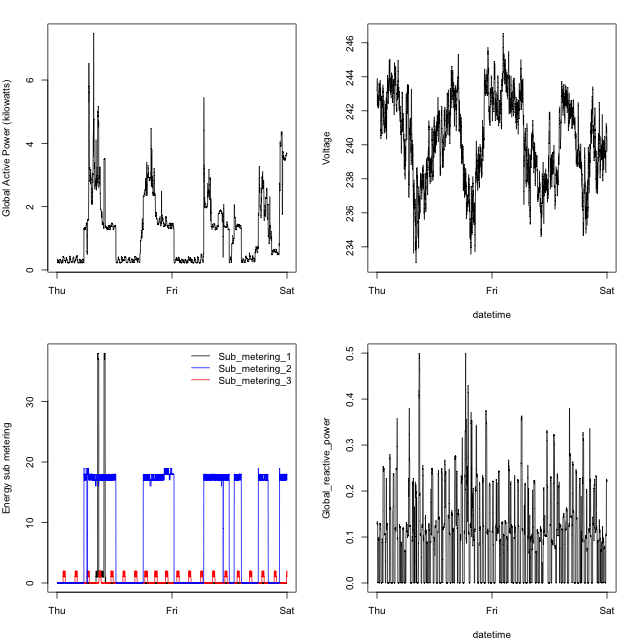 Global Active Power (kilowatts)
0 2 4 6
Thu Fri Sat
Voltage
234 236 238 240 242 244 246
Thu Fri Sat
datetime
Energy sub metering
0 10 20 30
Sub_metering_1
Sub_metering_2
Sub_metering_3
Thu Fri Sat
Global_reactive_power
0.0 0.1 0.2 0.3 0.4 0.5
Thu Fri Sat
datetime